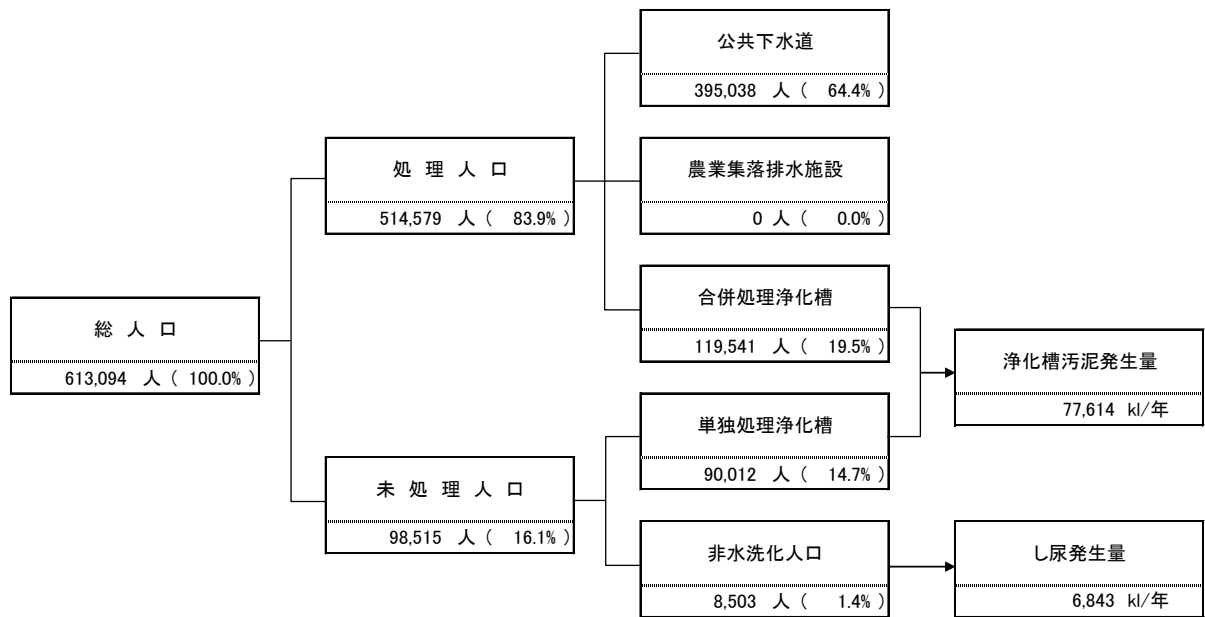 公共下水道
395,038 人 ( 64.4% )
処 理 人 口
514,579 人 ( 83.9% )
農業集落排水施設
0 人 ( 0.0% )
合併処理浄化槽
119,541 人 ( 19.5% )
総 人 口
613,094 人 ( 100.0% )
浄化槽汚泥発生量
77,614 kl/年
単独処理浄化槽
90,012 人 ( 14.7% )
未 処 理 人 口
98,515 人 ( 16.1% )
非水洗化人口
8,503 人 ( 1.4% )
し尿発生量
6,843 kl/年